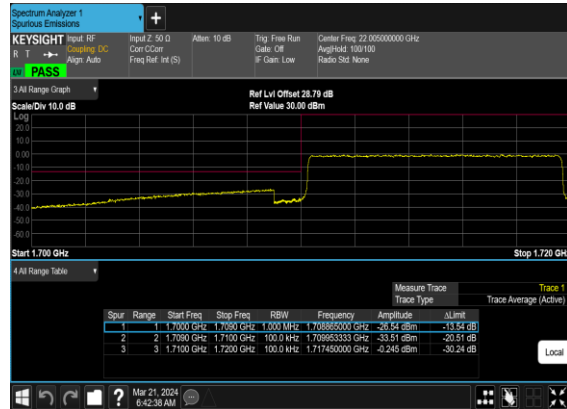 Spectrum Analyzer 1
Spurious Emissions
+
KEYSIGHT Input: RF Input Z: 50 Ω Atten: 10 dB Trig: Free Run Center Freq: 22.005000000 GHz
R T Coupling: DC Corr CCorr Gate: Off Avg|Hold: 100/100
Align: Auto Freq Ref: Int (S) IF Gain: Low Radio Std: None
PASS
3 All Range Graph
Ref Lvl Offset 28.79 dB
Scale/Div 10.0 dB Ref Value 30.00 dBm
Log
20.0
10.0
0.00
-10.0
-20.0
-30.0
-40.0
-50.0
-60.0
Start 1.700 GHz Stop 1.720 GH
4 All Range Table
Measure Trace Trace 1
Trace Type Trace Average (Active)
Spur Range Start Freq Stop Freq RBW Frequency Amplitude ΔLimit
1 1 1.7000 GHz 1.7090 GHz 1.000 MHz 1.708865000 GHz -26.54 dBm -13.54 dB
2 2 1.7090 GHz 1.7100 GHz 100.0 kHz 1.709953333 GHz -33.51 dBm -20.51 dB
3 3 1.7100 GHz 1.7200 GHz 100.0 kHz 1.717450000 GHz -0.245 dBm -30.24 dB
Local
? Mar 21, 2024
6:42:38 AM